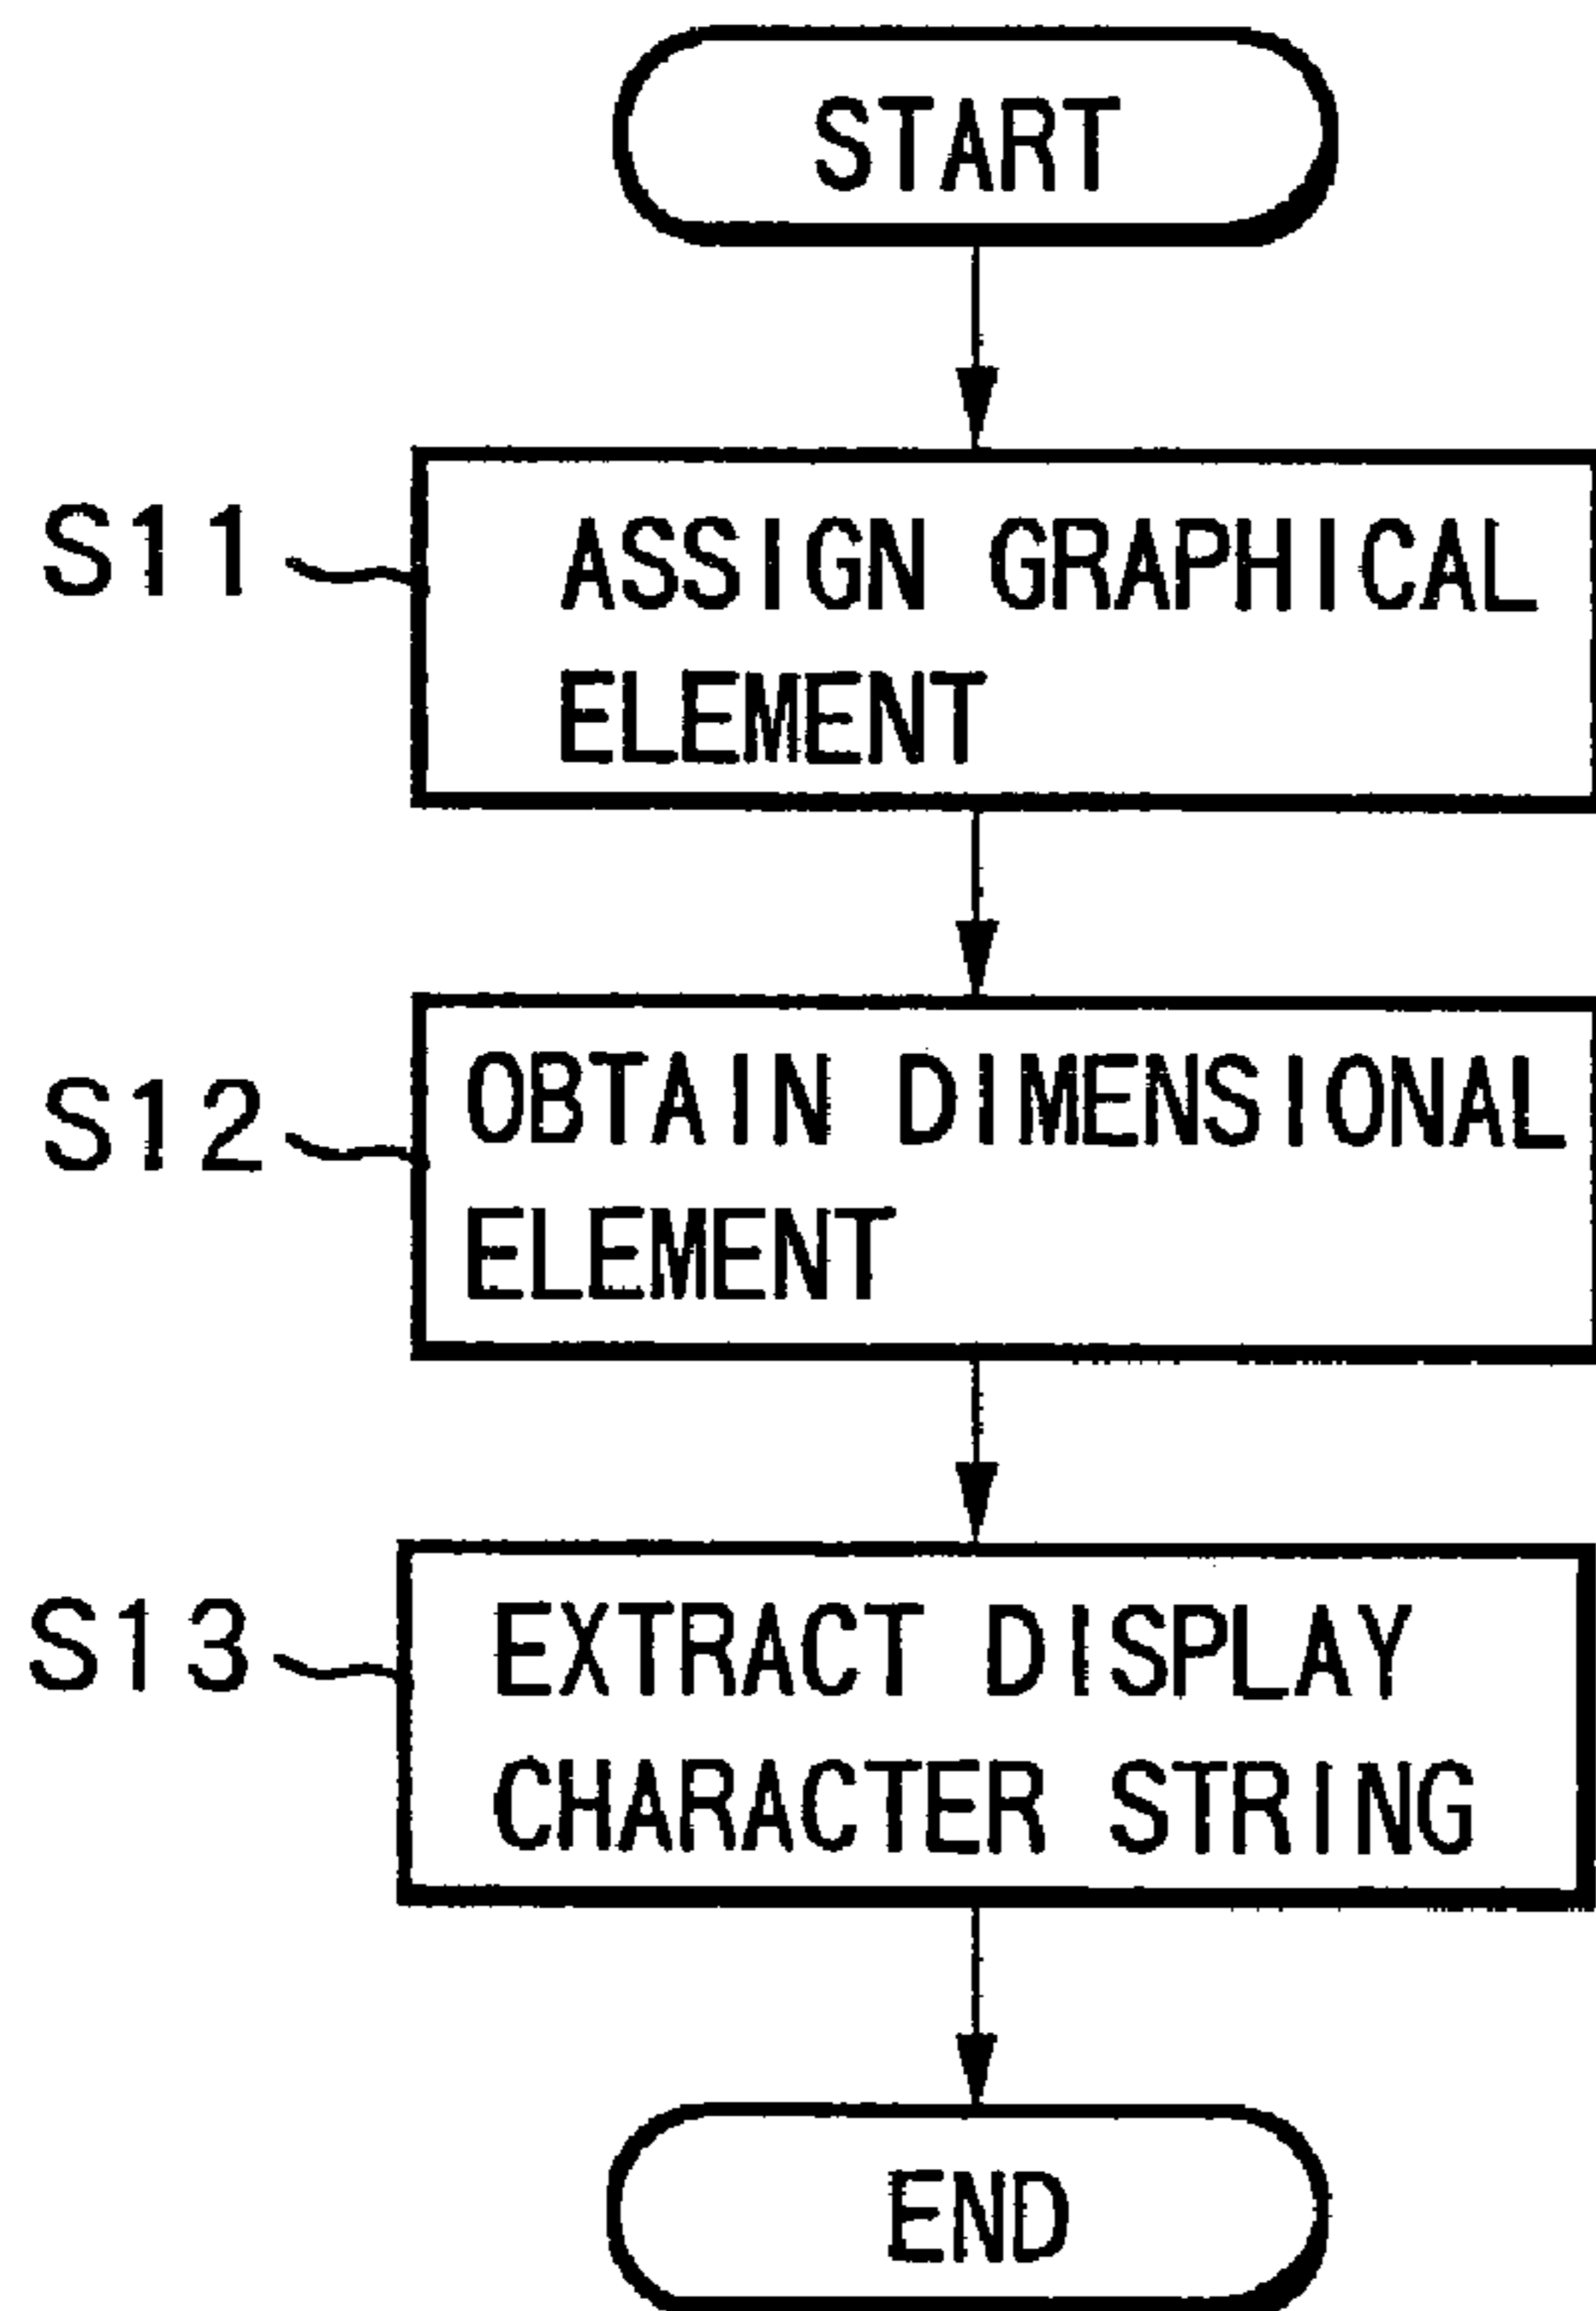 START
S11
ASSIGN GRAPHICAL
ELEMENT
S12
OBTAIN DIMENSIONAL
ELEMENT
S13
EXTRACT DISPLAY
CHARACTER STRING
END